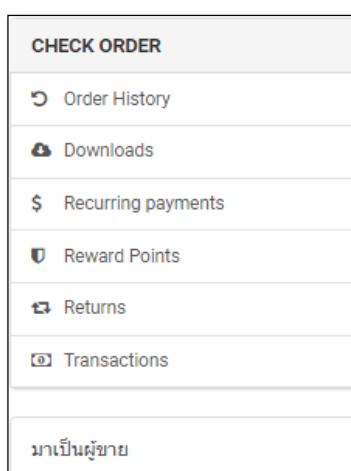 CHECK ORDER
Order History
Downloads
Recurring payments
Reward Points
Returns
Transactions
มาเป็นผู้ขาย